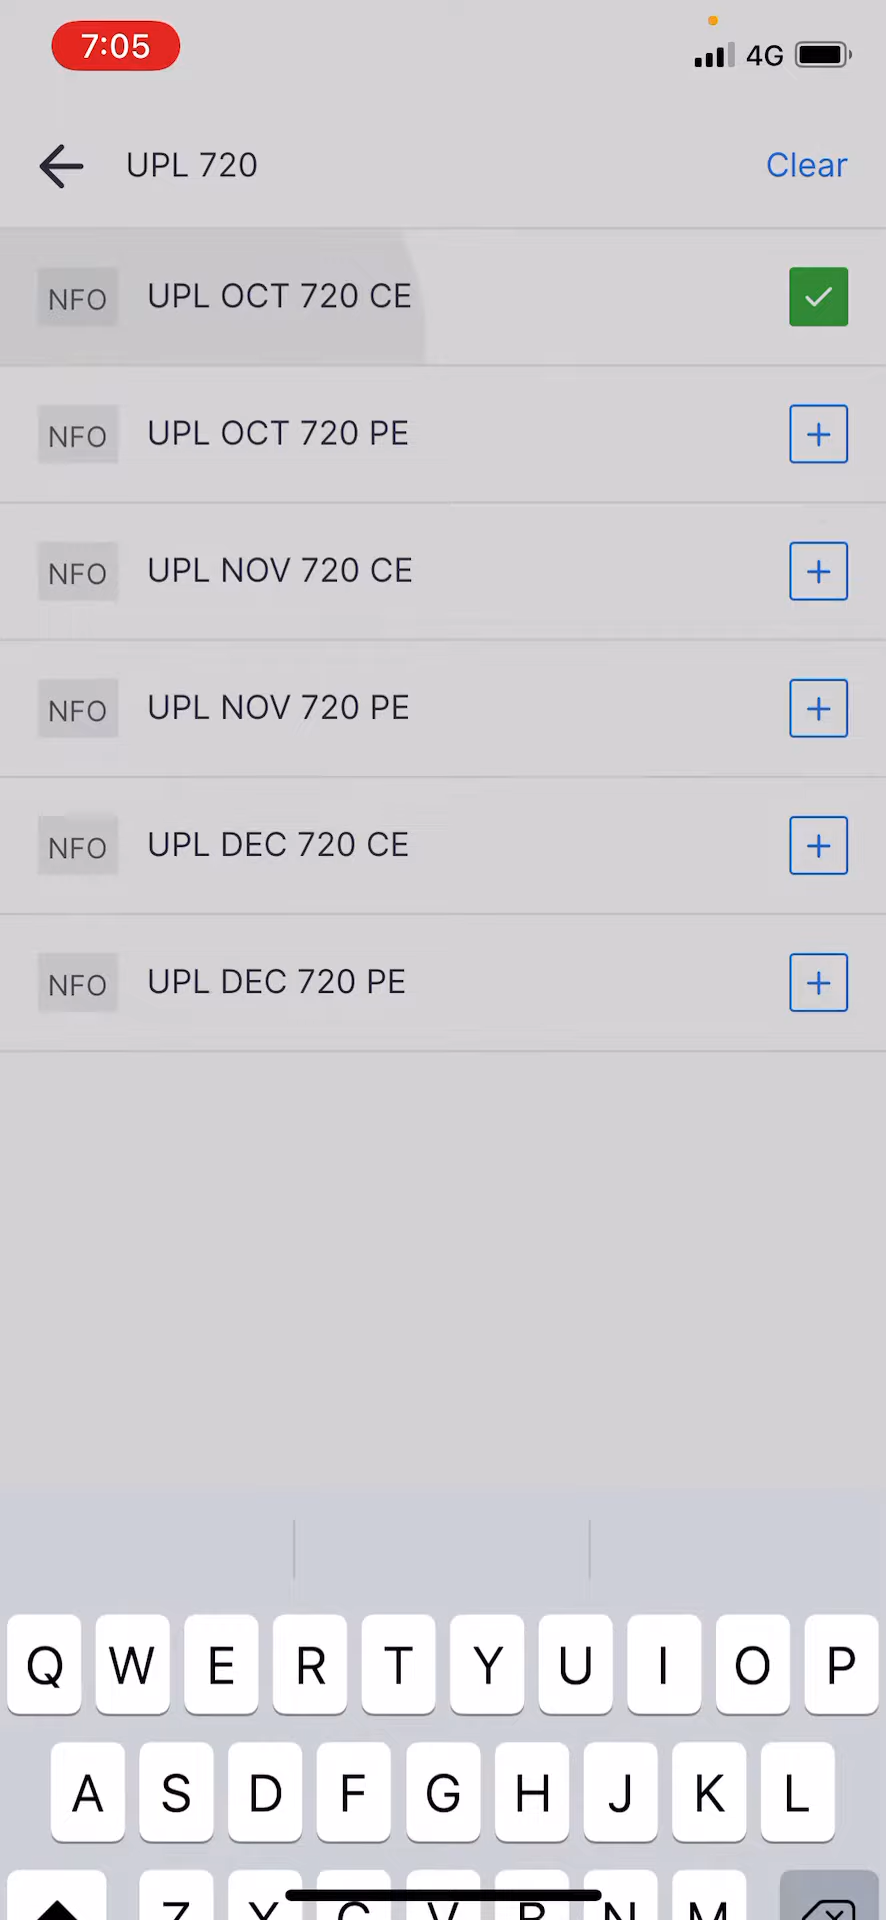 7:05
4G
UPL 720
Clear
NFO UPL OCT 720 CE
NFO UPL OCT 720 PE
NFO UPL NOV 720 CE
NFO UPL NOV 720 PE
NFO UPL DEC 720 CE
NFO UPL DEC 720 PE
Q W E R T Y U I O P
A S D F G H J K L
Z X C V B N M